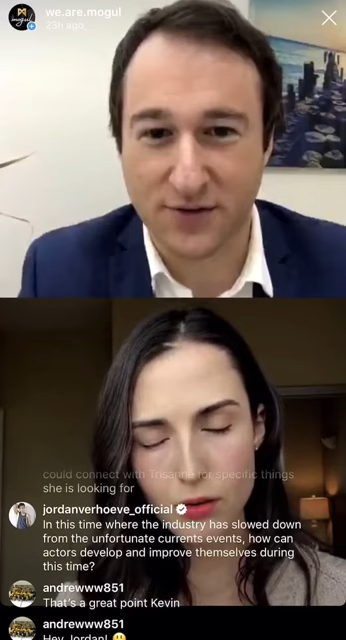 we.are.mogul
23h ago
mogul
could connect with Trisanne for specific things
she is looking for
jordanverhoeve_official
In this time where the industry has slowed down
from the unfortunate currents events, how can
actors develop and improve themselves during
this time?
andrewww851
That's a great point Kevin
andrewww851
Hey Jordan! 😃